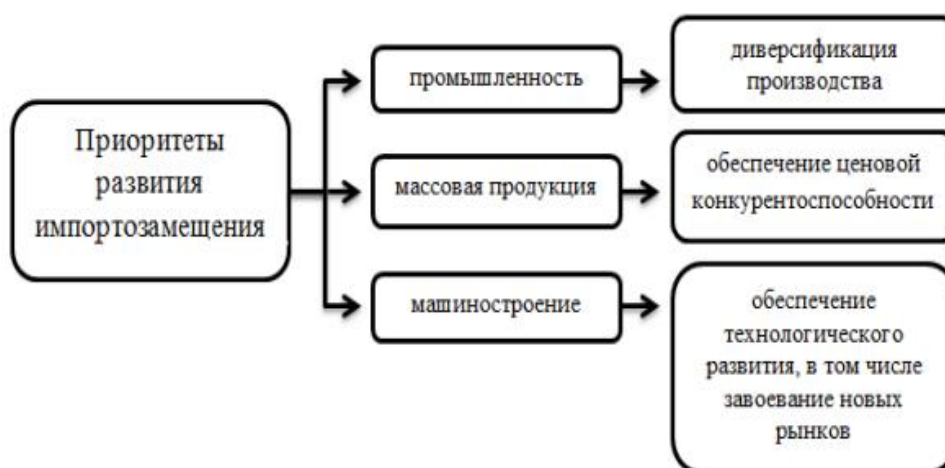 Приоритеты
развития
импортозамещения
промышленность
диверсификация
производства
массовая продукция
обеспечение ценовой
конкурентоспособности
машиностроение
обеспечение
технологического
развития, в том числе
завоевание новых
рынков